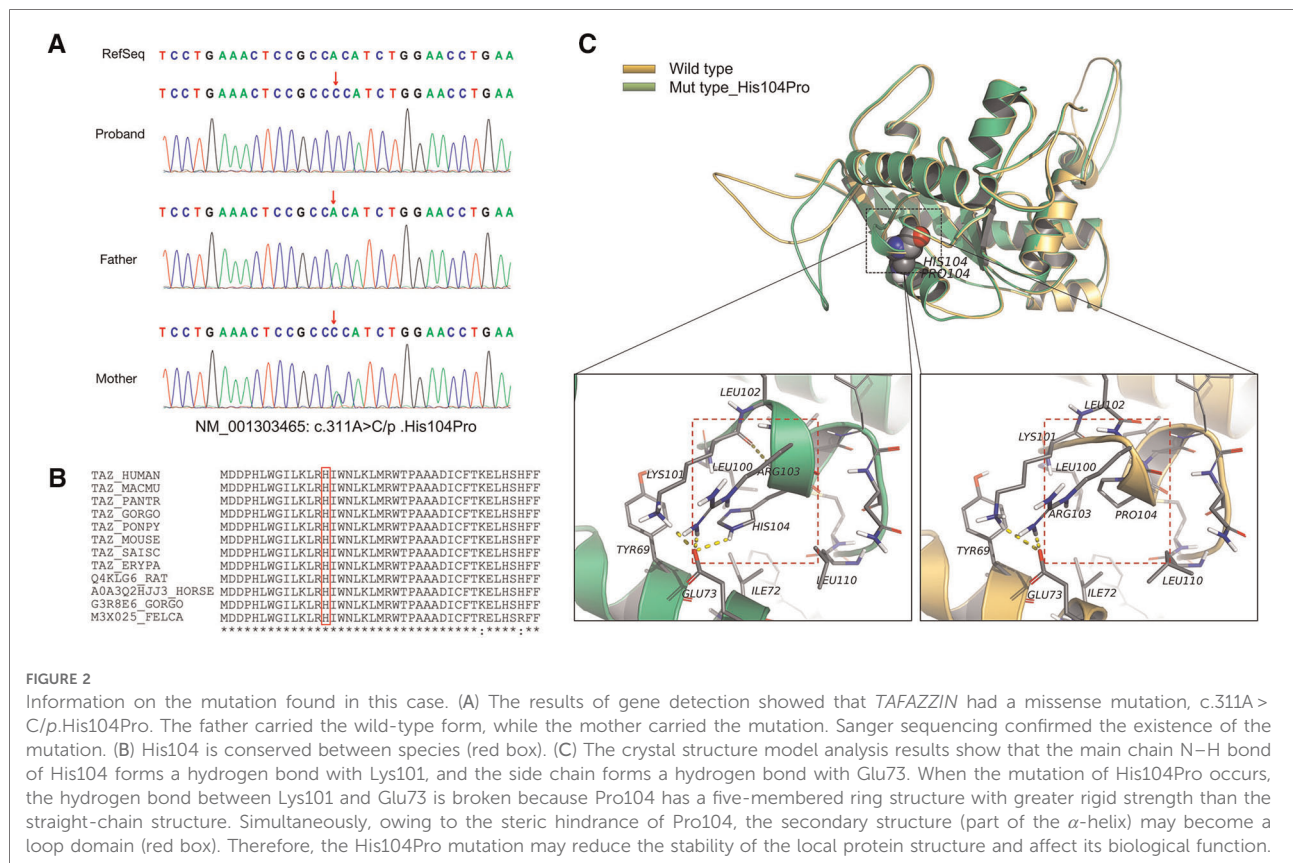 A
RefSeq
TCCTGAAACTCCGCCACATCTGGAACCTGAA
TCCTGAAACTCCGCCCCATCTGGAACCTGAA
Proband
TCCTGAAACTCCGCCACATCTGGAACCTGAA
Father
TCCTGAAACTCCGCCCCATCTGGAACCTGAA
Mother
NM_001303465: c.311A>C/p .His104Pro
B
TAZ_HUMAN MDDPHLWGILKLRHIWNLKLMRWTPAAADICFTKELHSHFF
TAZ_MACMU MDDPHLWGILKLRHIWNLKLMRWTPAAADICFTKELHSHFF
TAZ_PANTR MDDPHLWGILKLRHIWNLKLMRWTPAAADICFTKELHSHFF
TAZ_GORGO MDDPHLWGILKLRHIWNLKLMRWTPAAADICFTKELHSHFF
TAZ_PONPY MDDPHLWGILKLRHIWNLKLMRWTPAAADICFTKELHSHFF
TAZ_MOUSE MDDPHLWGILKLRHIWNLKLMRWTPAAADICFTKELHSHFF
TAZ_SAISC MDDPHLWGILKLRHIWNLKLMRWTPAAADICFTKELHSHFF
TAZ_ERYPA MDDPHLWGILKLRHIWNLKLMRWTPAAADICFTKELHSHFF
Q4KLG6_RAT MDDPHLWGILKLRHIWNLKLMRWTPAAADICFTKELHSHFF
A0A3Q2HJJ3_HORSE MDDPHLWGILKLRHIWNLKLMRWTPAAADICFTKELHSHFF
G3R8E6_GORGO MDDPHLWGILKLRHIWNLKLMRWTPAAADICFTKELHSHFF
M3X025_FELCA MDDPHLWGILKLRHIWNLKLMRWTPAAADICFTKELHSHFF
*********************************:****:**
C
Wild type
Mut type_His104Pro
HIS104
PRO104
LEU102
LYS101
LEU100
ARG103
HIS104
TYR69
GLU73
ILE72
LEU110
LEU102
LYS101
LEU100
ARG103
PRO104
TYR69
GLU73
ILE72
LEU110
FIGURE 2
Information on the mutation found in this case. (A) The results of gene detection showed that TAFAZZIN had a missense mutation, c.311A >
C/p.His104Pro. The father carried the wild-type form, while the mother carried the mutation. Sanger sequencing confirmed the existence of the
mutation. (B) His104 is conserved between species (red box). (C) The crystal structure model analysis results show that the main chain N–H bond
of His104 forms a hydrogen bond with Lys101, and the side chain forms a hydrogen bond with Glu73. When the mutation of His104Pro occurs,
the hydrogen bond between Lys101 and Glu73 is broken because Pro104 has a five-membered ring structure with greater rigid strength than the
straight-chain structure. Simultaneously, owing to the steric hindrance of Pro104, the secondary structure (part of the α-helix) may become a
loop domain (red box). Therefore, the His104Pro mutation may reduce the stability of the local protein structure and affect its biological function.